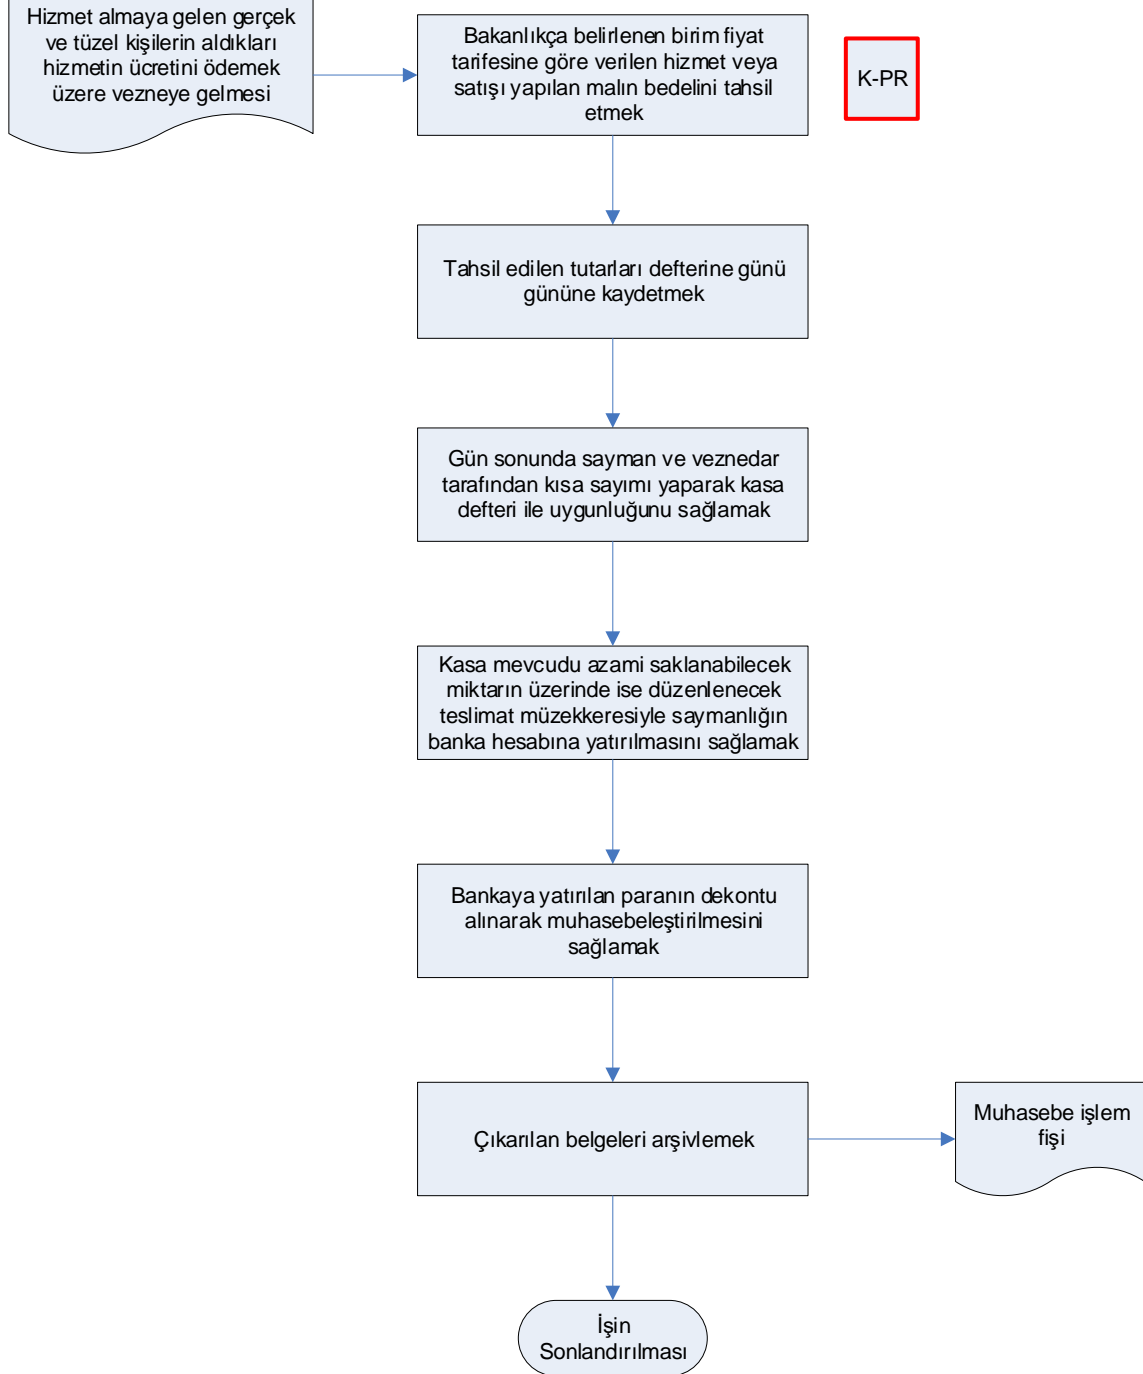 Hizmet almaya gelen gerçek
ve tüzel kişilerin aldıkları
hizmetin ücretini ödemek
üzere vezneye gelmesi
Bakanlıkça belirlenen birim fiyat
tarifesine göre verilen hizmet veya
satışı yapılan malın bedelini tahsil
etmek
K-PR
Tahsil edilen tutarları defterine günü
gününe kaydetmek
Gün sonunda sayman ve veznedar
tarafından kısa sayımı yaparak kasa
defteri ile uygunluğunu sağlamak
Kasa mevcudu azami saklanabilecek
miktarın üzerinde ise düzenlenecek
teslimat müzekkeresiyle saymanlığın
banka hesabına yatırılmasını sağlamak
Bankaya yatırılan paranın dekontu
alınarak muhasebeleştirilmesini
sağlamak
Çıkarılan belgeleri arşivlemek
Muhasebe işlem
fişi
İşin
Sonlandırılması